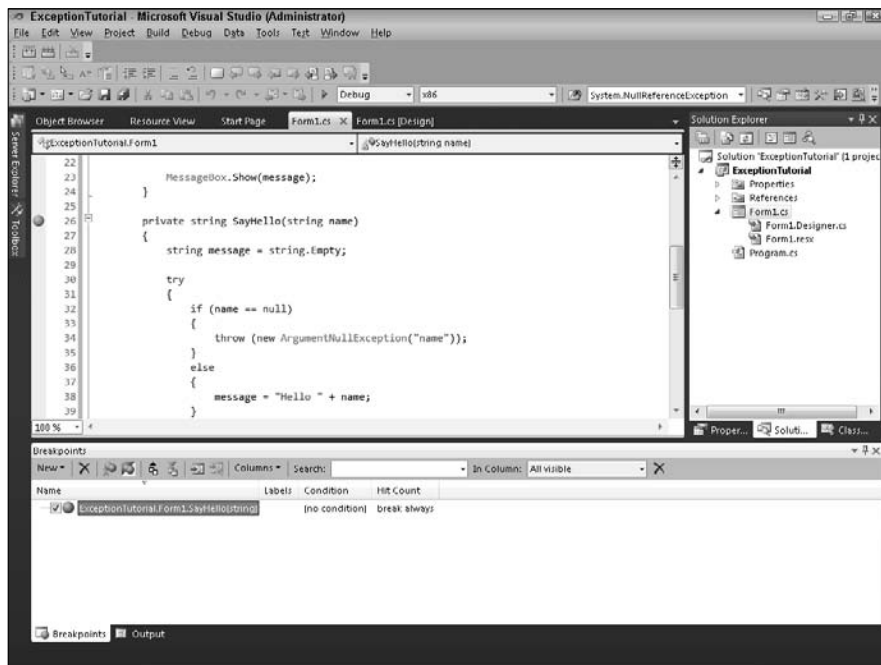 ExceptionTutorial - Microsoft Visual Studio (Administrator)
File Edit View Project Build Debug Data Tools Test Window Help
Debug x86 System.NullReferenceException
Server Explorer
Toolbox
Object Browser Resource View Start Page Form1.cs X Form1.cs [Design]
ExceptionTutorial.Form1 SayHello(string name)
22
23 MessageBox.Show(message);
24 }
25
26 private string SayHello(string name)
27 {
28 string message = string.Empty;
29
30 try
31 {
32 if (name == null)
33 {
34 throw (new ArgumentNullException("name"));
35 }
36 else
37 {
38 message = "Hello " + name;
39 }
100 %
Solution Explorer
Solution 'ExceptionTutorial' (1 projec
ExceptionTutorial
Properties
References
Form1.cs
Form1.Designer.cs
Form1.resx
Program.cs
Proper... Soluti... Class...
Breakpoints
New Columns Search: In Column: All visible
Name Labels Condition Hit Count
ExceptionTutorial.Form1.SayHello(string) (no condition) break always
Breakpoints Output